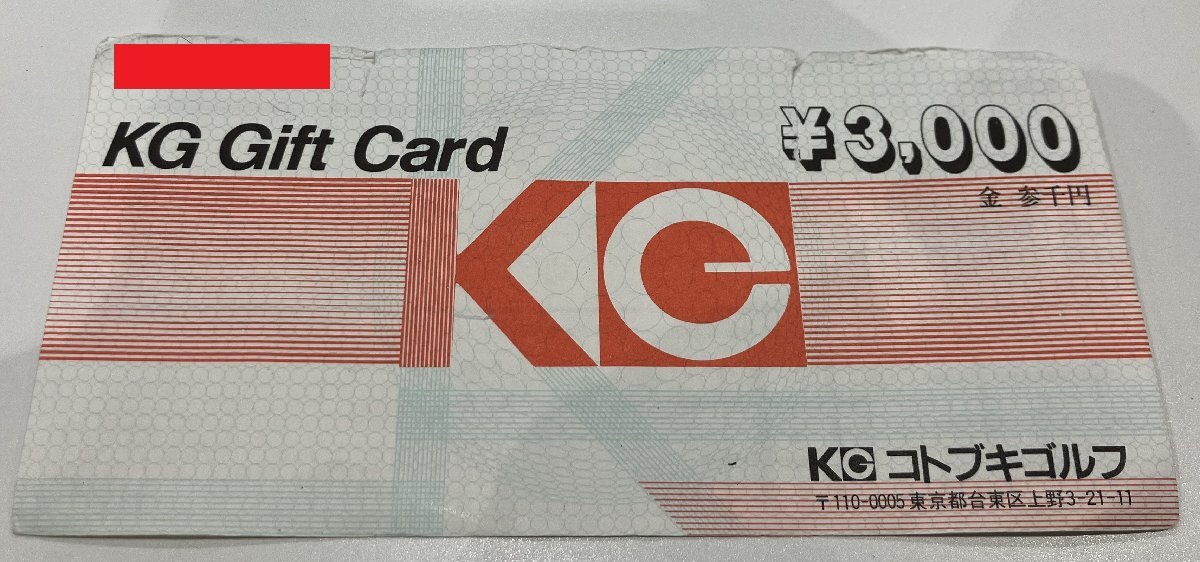 KG Gift Card
¥3,000
金 参千円
KG
KG コトブキゴルフ
〒110-0005 東京都台東区上野3-21-11